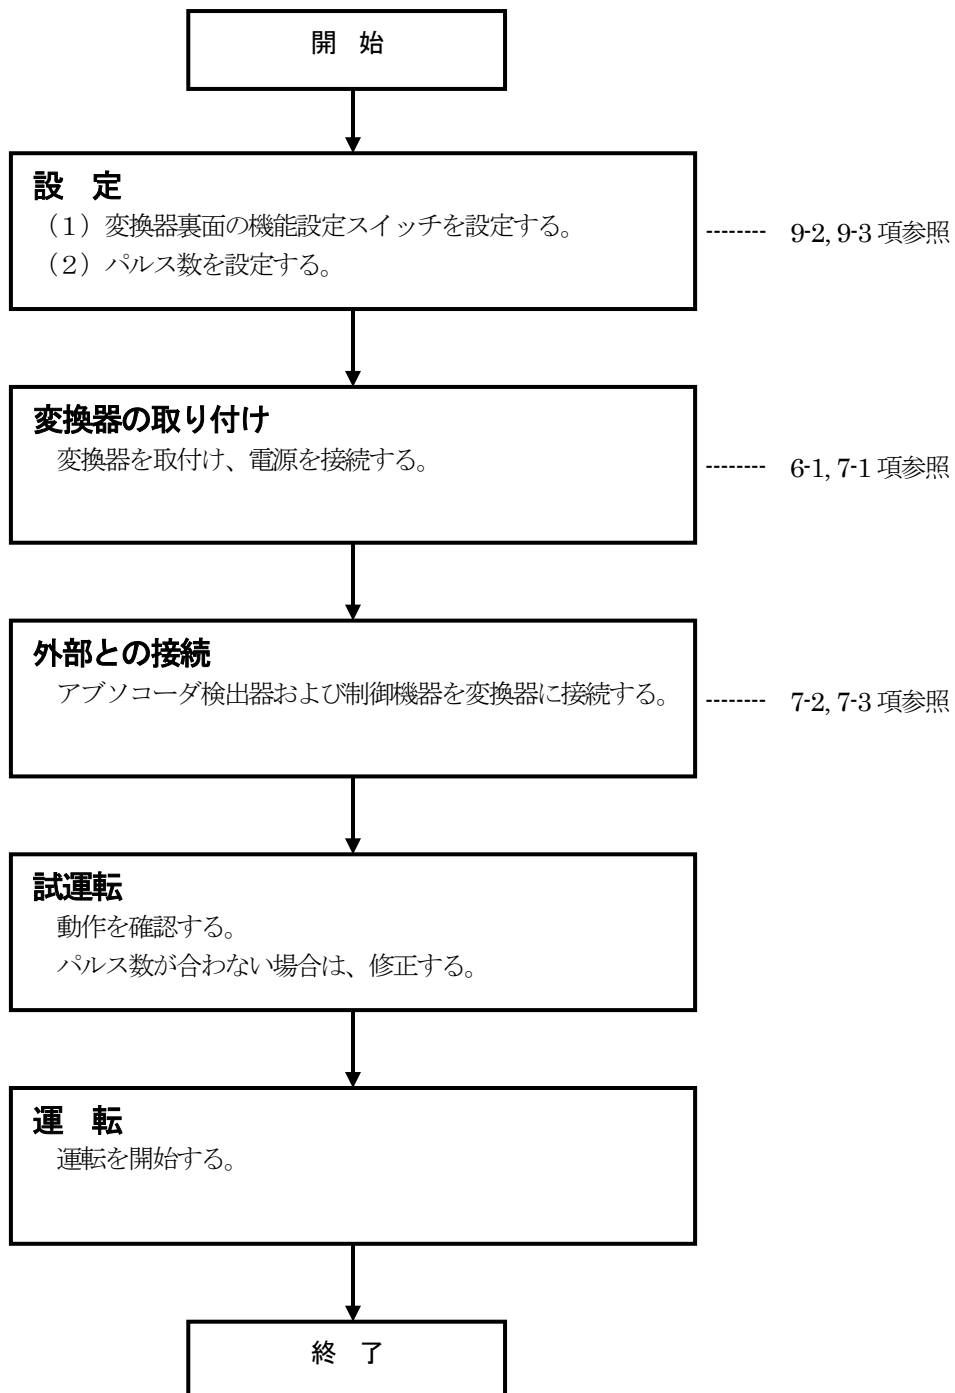 開 始
設 定
（１）変換器裏面の機能設定スイッチを設定する。
（２）パルス数を設定する。
-------- 9-2, 9-3 項参照
変換器の取り付け
変換器を取付け、電源を接続する。
-------- 6-1, 7-1 項参照
外部との接続
アブソコーダ検出器および制御機器を変換器に接続する。
-------- 7-2, 7-3 項参照
試運転
動作を確認する。
パルス数が合わない場合は、修正する。
運 転
運転を開始する。
終 了